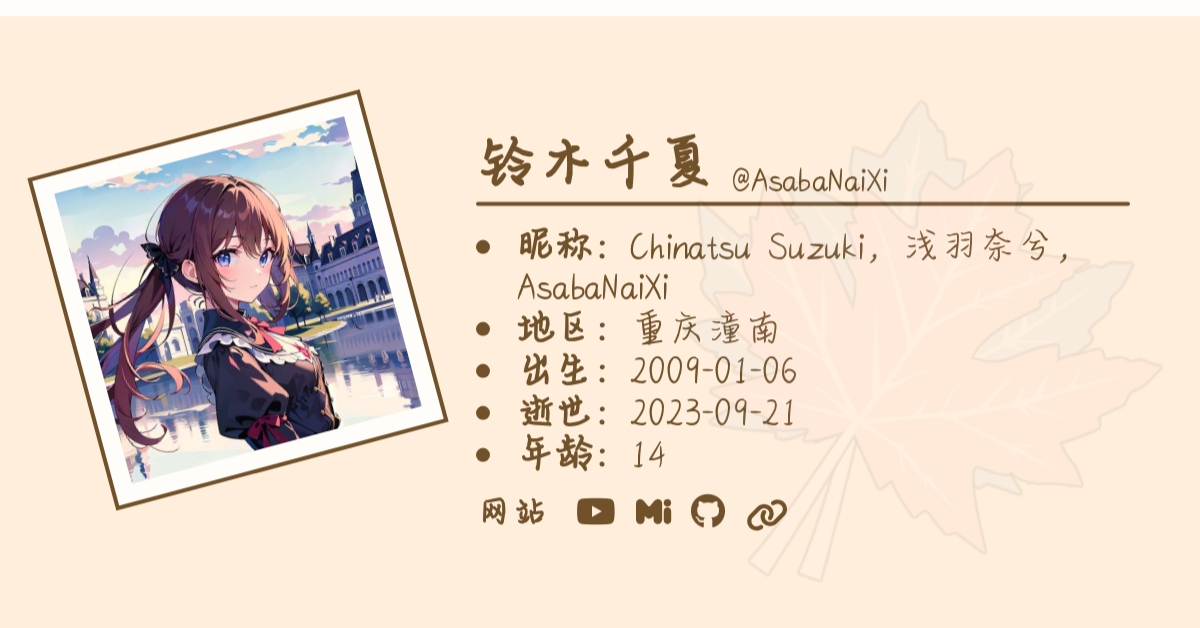 铃木千夏 @AsabaNaiXi
昵称：Chinatsu Suzuki，浅羽奈兮，
AsabaNaiXi
地区：重庆潼南
出生：2009-01-06
逝世：2023-09-21
年龄：14
网站 Mi